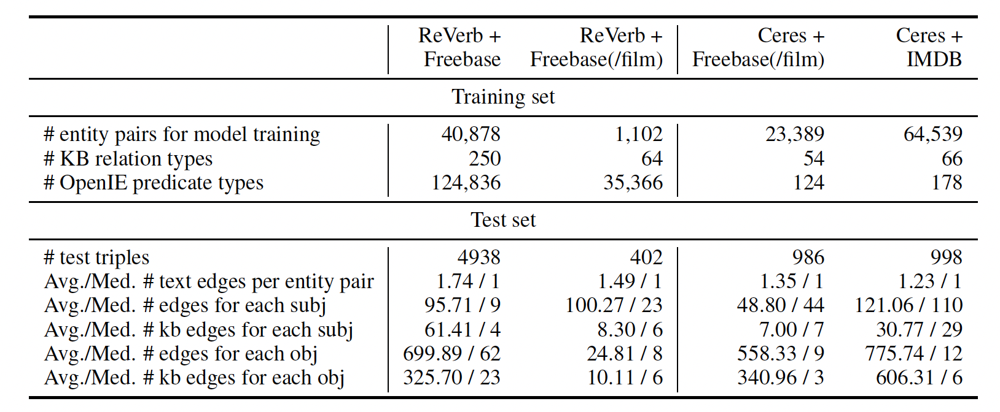 ReVerb + ReVerb + Ceres + Ceres +
Freebase Freebase(/film) Freebase(/film) IMDB
Training set
# entity pairs for model training 40,878 1,102 23,389 64,539
# KB relation types 250 64 54 66
# OpenIE predicate types 124,836 35,366 124 178
Test set
# test triples 4938 402 986 998
Avg./Med. # text edges per entity pair 1.74 / 1 1.49 / 1 1.35 / 1 1.23 / 1
Avg./Med. # edges for each subj 95.71 / 9 100.27 / 23 48.80 / 44 121.06 / 110
Avg./Med. # kb edges for each subj 61.41 / 4 8.30 / 6 7.00 / 7 30.77 / 29
Avg./Med. # edges for each obj 699.89 / 62 24.81 / 8 558.33 / 9 775.74 / 12
Avg./Med. # kb edges for each obj 325.70 / 23 10.11 / 6 340.96 / 3 606.31 / 6